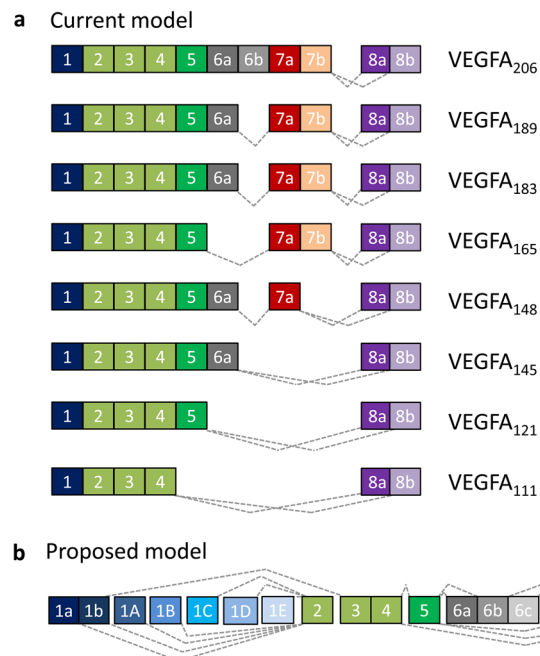 a Current model
1 2 3 4 5 6a 6b 7a 7b 8a 8b VEGFA206
1 2 3 4 5 6a 7a 7b 8a 8b VEGFA189
1 2 3 4 5 6a 7a 7b 8a 8b VEGFA183
1 2 3 4 5 7a 7b 8a 8b VEGFA165
1 2 3 4 5 6a 7a 8a 8b VEGFA148
1 2 3 4 5 6a 8a 8b VEGFA145
1 2 3 4 5 8a 8b VEGFA121
1 2 3 4 8a 8b VEGFA111
b Proposed model
1a 1b 1A 1B 1C 1D 1E 2 3 4 5 6a 6b 6c